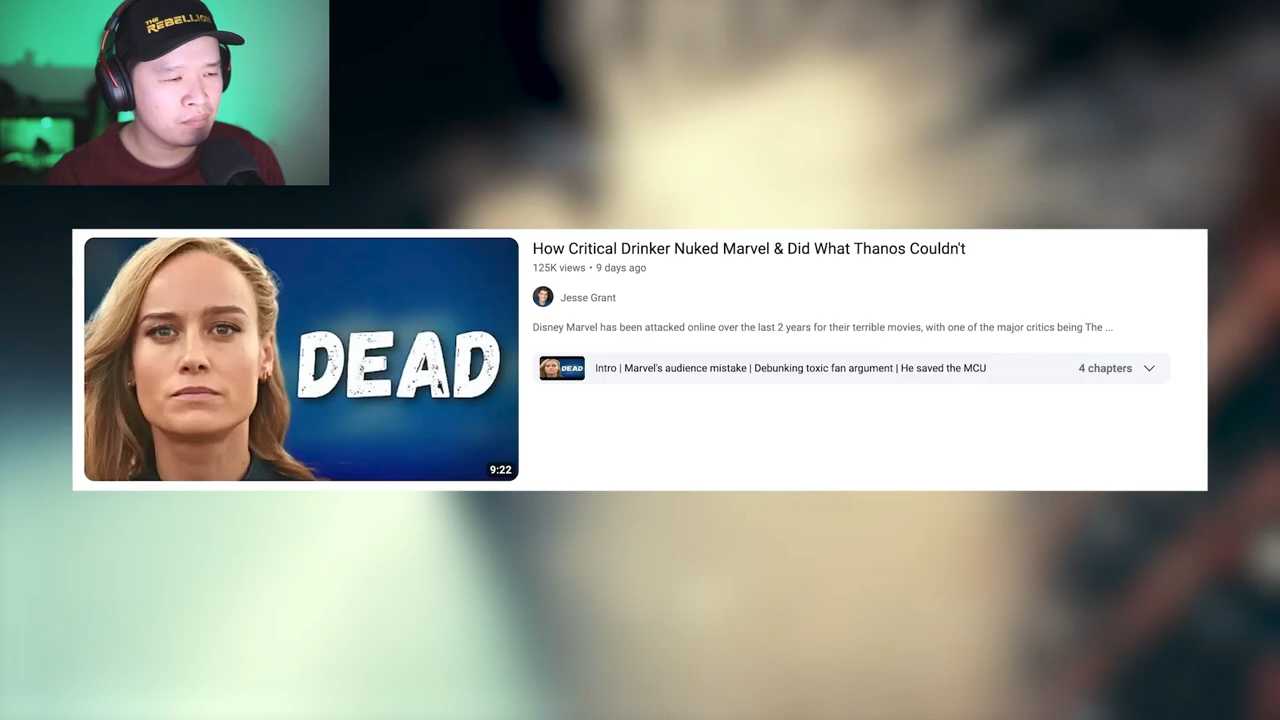 THE
REBELLION
How Critical Drinker Nuked Marvel & Did What Thanos Couldn't
125K views • 9 days ago
Jesse Grant
Disney Marvel has been attacked online over the last 2 years for their terrible movies, with one of the major critics being The ...
DEAD
DEAD
Intro | Marvel's audience mistake | Debunking toxic fan argument | He saved the MCU
4 chapters
9:22